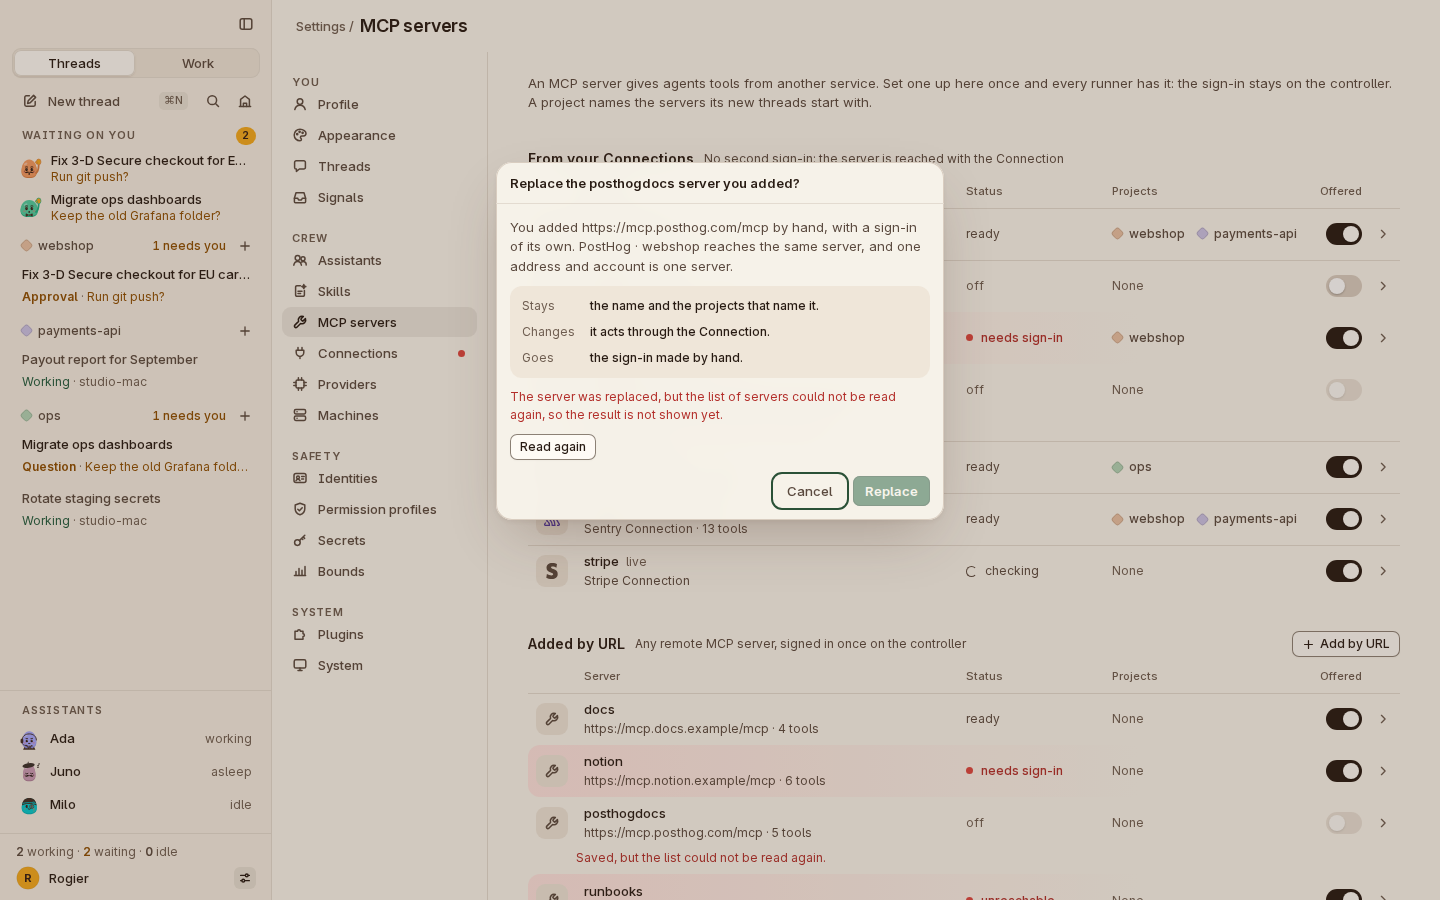 Settings / MCP servers
Threads
Work
New thread
⌘N
WAITING ON YOU
2
Fix 3-D Secure checkout for E...
Run git push?
Migrate ops dashboards
Keep the old Grafana folder?
webshop
1 needs you
Fix 3-D Secure checkout for EU car...
Approval · Run git push?
payments-api
Payout report for September
Working · studio-mac
ops
1 needs you
Migrate ops dashboards
Question · Keep the old Grafana fold...
Rotate staging secrets
Working · studio-mac
ASSISTANTS
Ada
working
Juno
asleep
Milo
idle
2 working · 2 waiting · 0 idle
R
Rogier
YOU
Profile
Appearance
Threads
Signals
CREW
Assistants
Skills
MCP servers
Connections
Providers
Machines
SAFETY
Identities
Permission profiles
Secrets
Bounds
SYSTEM
Plugins
System
An MCP server gives agents tools from another service. Set one up here once and every runner has it: the sign-in stays on the controller.
A project names the servers its new threads start with.
From your Connections
No second sign-in: the server is reached with the Connection
Status
Projects
Offered
ready
webshop
payments-api
off
None
needs sign-in
webshop
off
None
ready
ops
Sentry Connection · 13 tools
ready
webshop
payments-api
stripe live
Stripe Connection
checking
None
Replace the posthogdocs server you added?
You added https://mcp.posthog.com/mcp by hand, with a sign-in
of its own. PostHog · webshop reaches the same server, and one
address and account is one server.
Stays
the name and the projects that name it.
Changes
it acts through the Connection.
Goes
the sign-in made by hand.
The server was replaced, but the list of servers could not be read
again, so the result is not shown yet.
Read again
Cancel
Replace
Added by URL
Any remote MCP server, signed in once on the controller
Add by URL
Server
Status
Projects
Offered
docs
https://mcp.docs.example/mcp · 4 tools
ready
None
notion
https://mcp.notion.example/mcp · 6 tools
needs sign-in
None
posthogdocs
https://mcp.posthog.com/mcp · 5 tools
off
None
Saved, but the list could not be read again.
runbooks